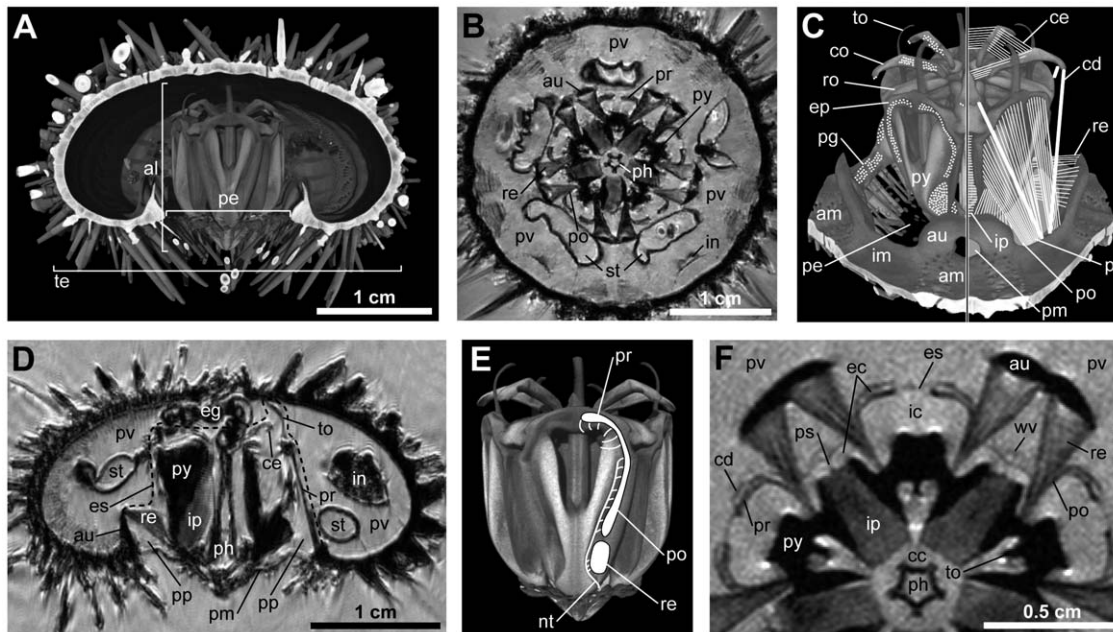 A
al
pe
te
1 cm
B
pv
au
pr
py
ph
re
pv
pv
po
in
st
1 cm
C
to
ce
co
cd
ro
ep
re
pg
py
am
am
au
ip
im
pe
am
po
pm
D
eg
pv
to
st
py
ce
in
es
pr
re
ip
st
pv
au
ph
pp
pm
pp
1 cm
E
pr
po
re
nt
F
pv
es
au
pv
ec
ic
ps
wv
re
cd
pr
ip
po
py
cc
to
ph
0.5 cm